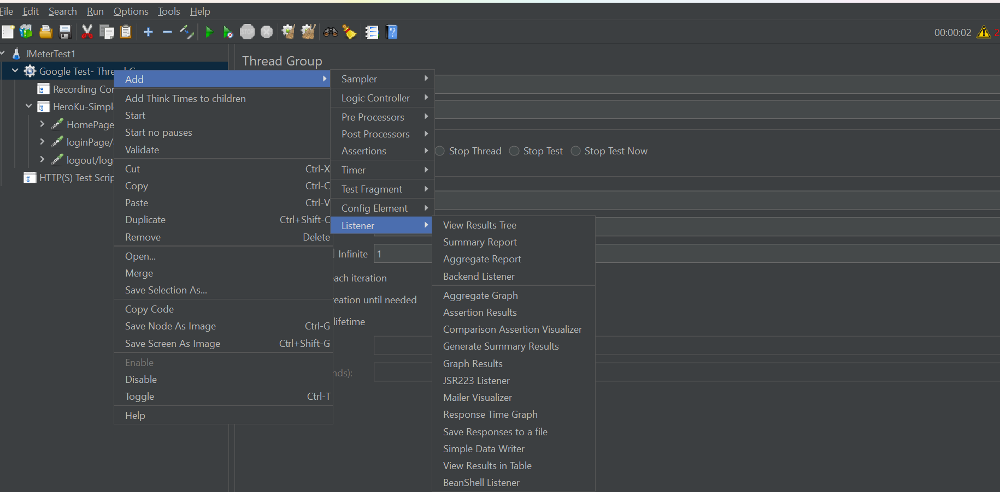 File Edit Search Run Options Tools Help
00:00:02
JMeterTest1
Google Test- Thre
Recording Cor
HeroKu-Simpl
HomePage
loginPage/
logout/log
HTTP(S) Test Scrip
Thread Group
Add
Add Think Times to children
Start
Start no pauses
Validate
Cut Ctrl-X
Copy Ctrl-C
Paste Ctrl-V
Duplicate Ctrl+Shift-C
Remove Delete
Open...
Merge
Save Selection As...
Copy Code
Save Node As Image Ctrl-G
Save Screen As Image Ctrl+Shift-G
Enable
Disable
Toggle Ctrl-T
Help
Sampler
Logic Controller
Pre Processors
Post Processors
Assertions
Timer
Test Fragment
Config Element
Listener
Stop Thread Stop Test Stop Test Now
Infinite 1
ach iteration
eation until needed
lifetime
nds):
View Results Tree
Summary Report
Aggregate Report
Backend Listener
Aggregate Graph
Assertion Results
Comparison Assertion Visualizer
Generate Summary Results
Graph Results
JSR223 Listener
Mailer Visualizer
Response Time Graph
Save Responses to a file
Simple Data Writer
View Results in Table
BeanShell Listener